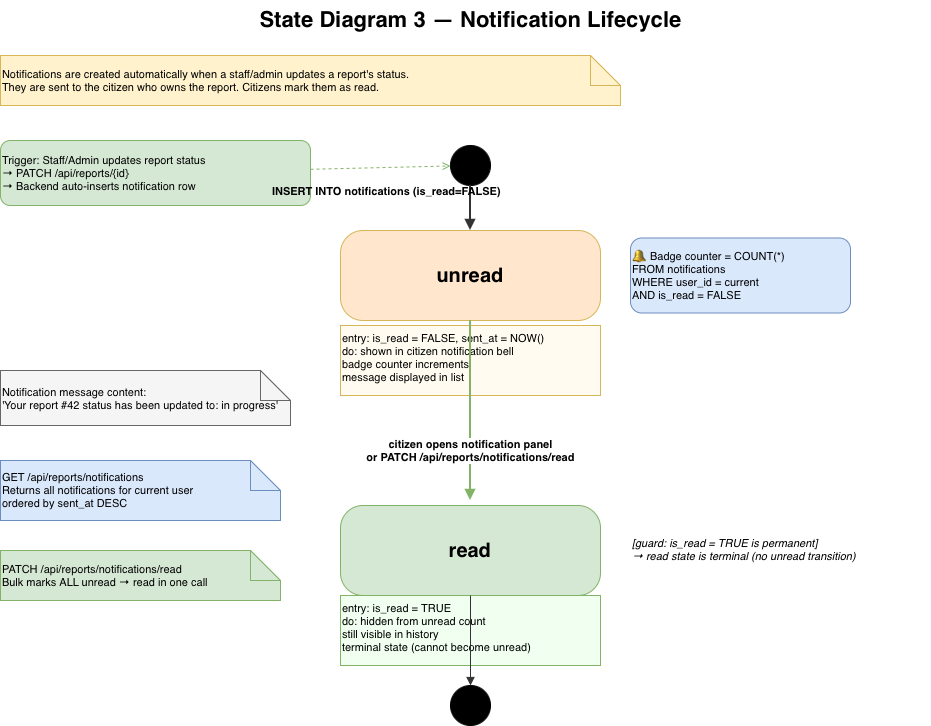 State Diagram 3 — Notification Lifecycle
Notifications are created automatically when a staff/admin updates a report's status.
They are sent to the citizen who owns the report. Citizens mark them as read.
Trigger: Staff/Admin updates report status
→ PATCH /api/reports/{id}
→ Backend auto-inserts notification row
INSERT INTO notifications (is_read=FALSE)
unread
🔔 Badge counter = COUNT(*)
FROM notifications
WHERE user_id = current
AND is_read = FALSE
entry: is_read = FALSE, sent_at = NOW()
do: shown in citizen notification bell
badge counter increments
message displayed in list
Notification message content:
'Your report #42 status has been updated to: in progress'
citizen opens notification panel
or PATCH /api/reports/notifications/read
GET /api/reports/notifications
Returns all notifications for current user
ordered by sent_at DESC
read
[guard: is_read = TRUE is permanent]
→ read state is terminal (no unread transition)
PATCH /api/reports/notifications/read
Bulk marks ALL unread → read in one call
entry: is_read = TRUE
do: hidden from unread count
still visible in history
terminal state (cannot become unread)